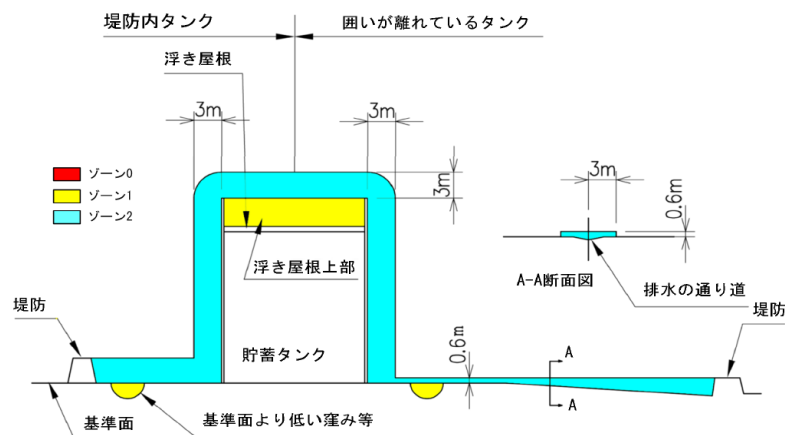 堤防内タンク
囲いが離れているタンク
浮き屋根
3m
3m
3m
ゾーン0
ゾーン1
ゾーン2
3m
0.6m
浮き屋根上部
A-A断面図
排水の通り道
堤防
堤防
貯蓄タンク
0.6m
A
A
基準面
基準面より低い窪み等